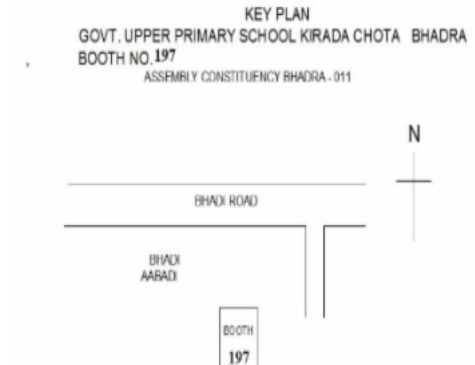 KEY PLAN
GOVT. UPPER PRIMARY SCHOOL KIRADA CHOTA BHADRA
BOOTH NO. 197
ASSEMBLY CONSTITUENCY BHADRA - 011
N
BHADI ROAD
BHADI
AABADI
BOOTH
197